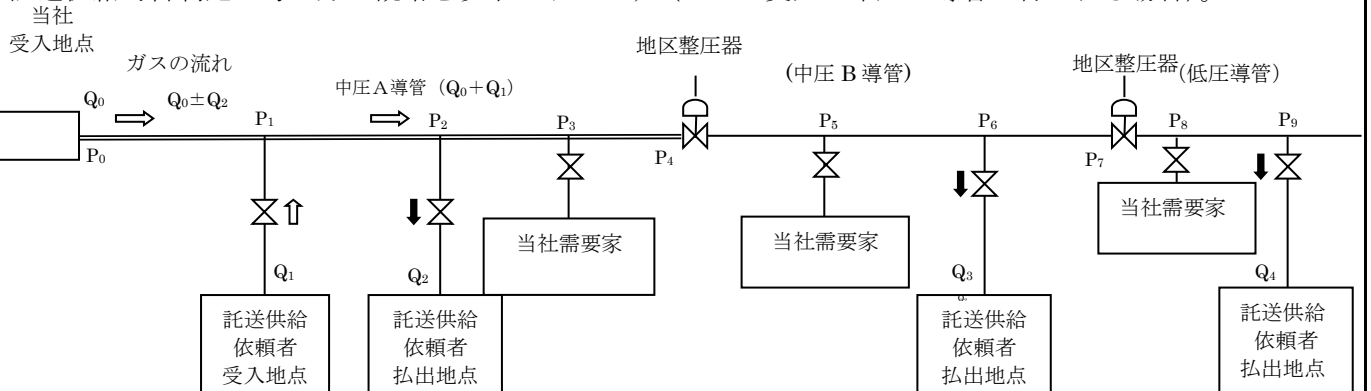 当社
受入地点
ガスの流れ
地区整圧器
(中圧 B 導管)
地区整圧器
(低圧導管)
Q₀
Q₀±Q₂
中圧A導管(Q₀+Q₁)
P₀
P₁
P₂
P₃
P₄
P₅
P₆
P₇
P₈
P₉
当社需要家
当社需要家
当社需要家
Q₁
Q₂
Q₃
Q₄
託送供給
依頼者
受入地点
託送供給
依頼者
払出地点
託送供給
依頼者
払出地点
託送供給
依頼者
払出地点